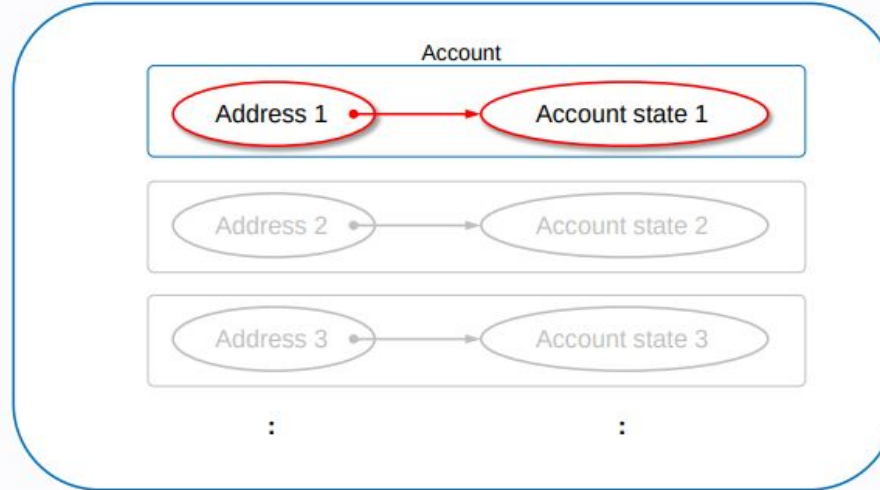 Account
Address 1 Account state 1
Address 2 Account state 2
Address 3 Account state 3
: :